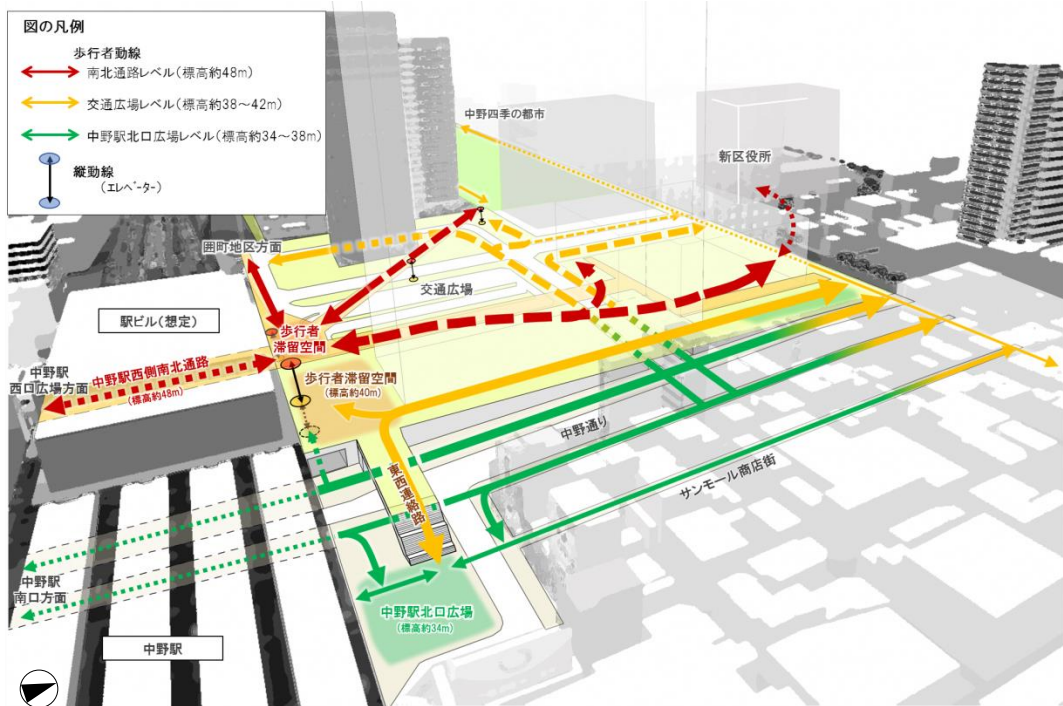 図の凡例
歩行者動線
南北通路レベル(標高約48m)
交通広場レベル(標高約38～42m)
中野駅北口広場レベル(標高約34～38m)
縦動線
(エレベーター)
中野四季の都市
新区役所
囲町地区方面
交通広場
駅ビル(想定)
歩行者
滞留空間
中野駅西側南北通路
(標高約48m)
中野駅
西口広場方面
歩行者滞留空間
(標高約40m)
中野通り
東西連絡路
サンモール商店街
中野駅
南口方面
中野駅北口広場
(標高約34m)
中野駅